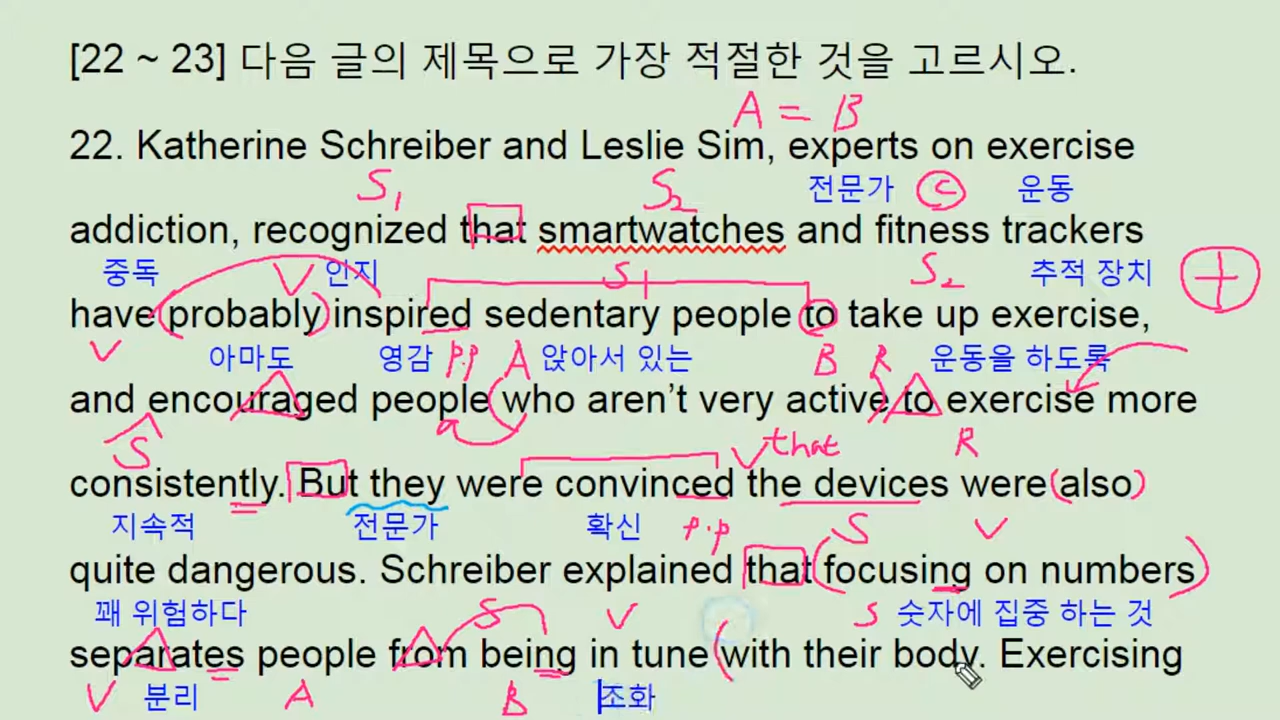 [22 ~ 23] 다음 글의 제목으로 가장 적절한 것을 고르시오.
A = B
22. Katherine Schreiber and Leslie Sim, experts on exercise
S1 S2 전문가 C 운동
addiction, recognized that smartwatches and fitness trackers
중독 V 인지 S1 S2 추적 장치 +
have (probably) inspired sedentary people to take up exercise,
V 아마도 영감 p.p A 앉아서 있는 B R 운동을 하도록
and encouraged people (who aren't very active) to exercise more
S V that R
consistently. But they were convinced the devices were (also)
지속적 전문가 확신 p.p S V
quite dangerous. Schreiber explained that (focusing on numbers)
꽤 위험하다 S V S 숫자에 집중 하는 것
separates people from being in tune (with their body. Exercising
V 분리 A B 조화